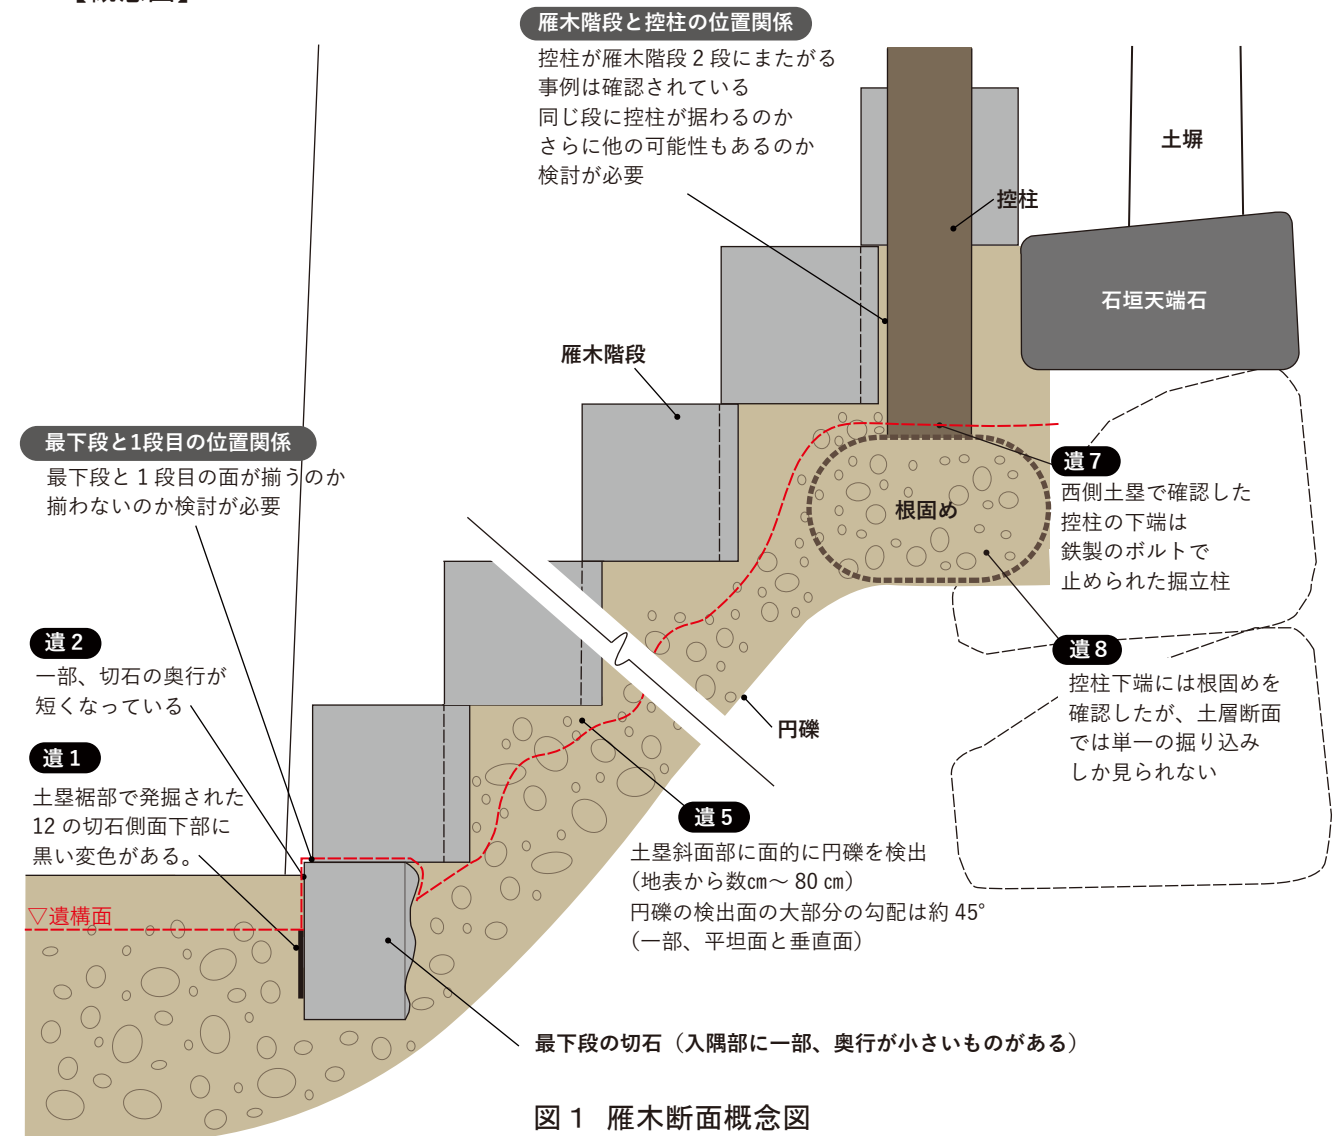 【概念図】
雁木階段と控柱の位置関係
控柱が雁木階段 2 段にまたがる
事例は確認されている
同じ段に控柱が据わるのか
さらに他の可能性もあるのか
検討が必要
土塀
控柱
石垣天端石
雁木階段
最下段と1段目の位置関係
最下段と 1 段目の面が揃うのか
揃わないのか検討が必要
根固め
遺 7
西側土塁で確認した
控柱の下端は
鉄製のボルトで
止められた掘立柱
遺 2
一部、切石の奥行が
短くなっている
遺 8
控柱下端には根固めを
確認したが、土層断面
では単一の掘り込み
しか見られない
円礫
遺 1
土塁裾部で発掘された
12 の切石側面下部に
黒い変色がある。
遺 5
土塁斜面部に面的に円礫を検出
（地表から数㎝～ 80 ㎝）
円礫の検出面の大部分の勾配は約 45°
（一部、平坦面と垂直面）
▽遺構面
最下段の切石（入隅部に一部、奥行が小さいものがある）
図 1 雁木断面概念図